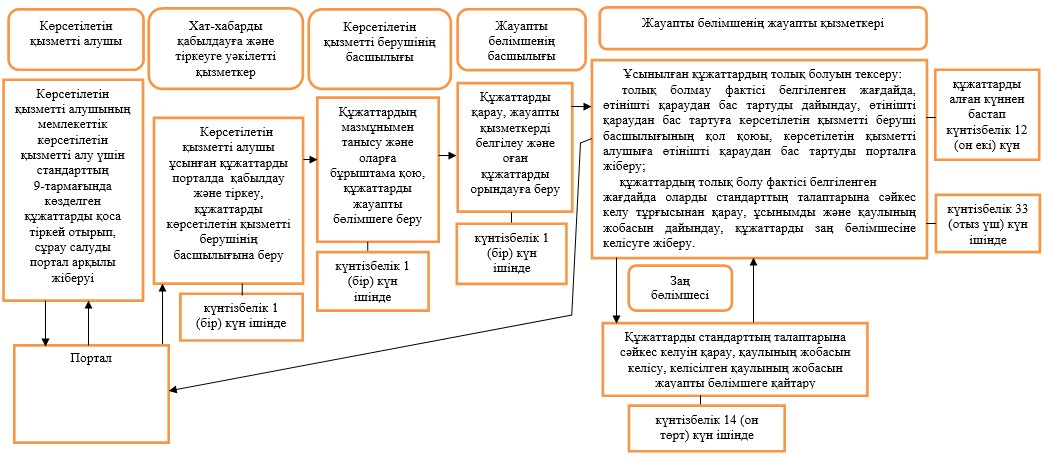 Көрсетілетін
қызметті алушы
Хат-хабарды
қабылдауға және
тіркеуге уәкілетті
қызметкер
Көрсетілетін
қызметті берушінің
басшылығы
Жауапты
бөлімшенің
басшылығы
Жауапты бөлімшенің жауапты қызметкері
Көрсетілетін
қызметті алушының
мемлекеттік
көрсетілетін
қызметті алу үшін
стандарттың
9-тармағында
көзделген
құжаттарды қоса
тіркей отырып,
сұрау салуды
портал арқылы
жіберуі
Көрсетілетін
қызметті алушы
ұсынған құжаттарды
порталда қабылдау
және тіркеу,
құжаттарды
көрсетілетін қызметті
берушінің
басшылығына беру
күнтізбелік 1
(бір) күн ішінде
Құжаттардың
мазмұнымен
танысу және
оларға
бұрыштама қою,
құжаттарды
жауапты
бөлімшеге беру
күнтізбелік 1
(бір) күн
ішінде
Құжаттарды
қарау, жауапты
қызметкерді
белгілеу және
оған
құжаттарды
орындауға беру
күнтізбелік 1
(бір) күн
ішінде
Ұсынылған құжаттардың толық болуын тексеру:
толық болмау фактісі белгіленген жағдайда,
өтінішті қараудан бас тартуды дайындау, өтінішті
қараудан бас тартуға көрсетілетін қызметті беруші
басшылығының қол қоюы, көрсетілетін қызметті
алушыға өтінішті қараудан бас тартуды порталға
жіберу;
құжаттардың толық болу фактісі белгіленген
жағдайда оларды стандарттың талаптарына сәйкес
келу тұрғысынан қарау, ұсынымды және қаулының
жобасын дайындау, құжаттарды заң бөлімшесіне
келісуге жіберу.
құжаттарды
алған күннен
бастап
күнтізбелік 12
(он екі) күн
күнтізбелік 33
(отыз үш) күн
ішінде
Заң
бөлімшесі
Портал
Құжаттарды стандарттың талаптарына
сәйкес келуін қарау, қаулының жобасын
келісу, келісілген қаулының жобасын
жауапты бөлімшеге қайтару
күнтізбелік 14 (он
төрт) күн ішінде